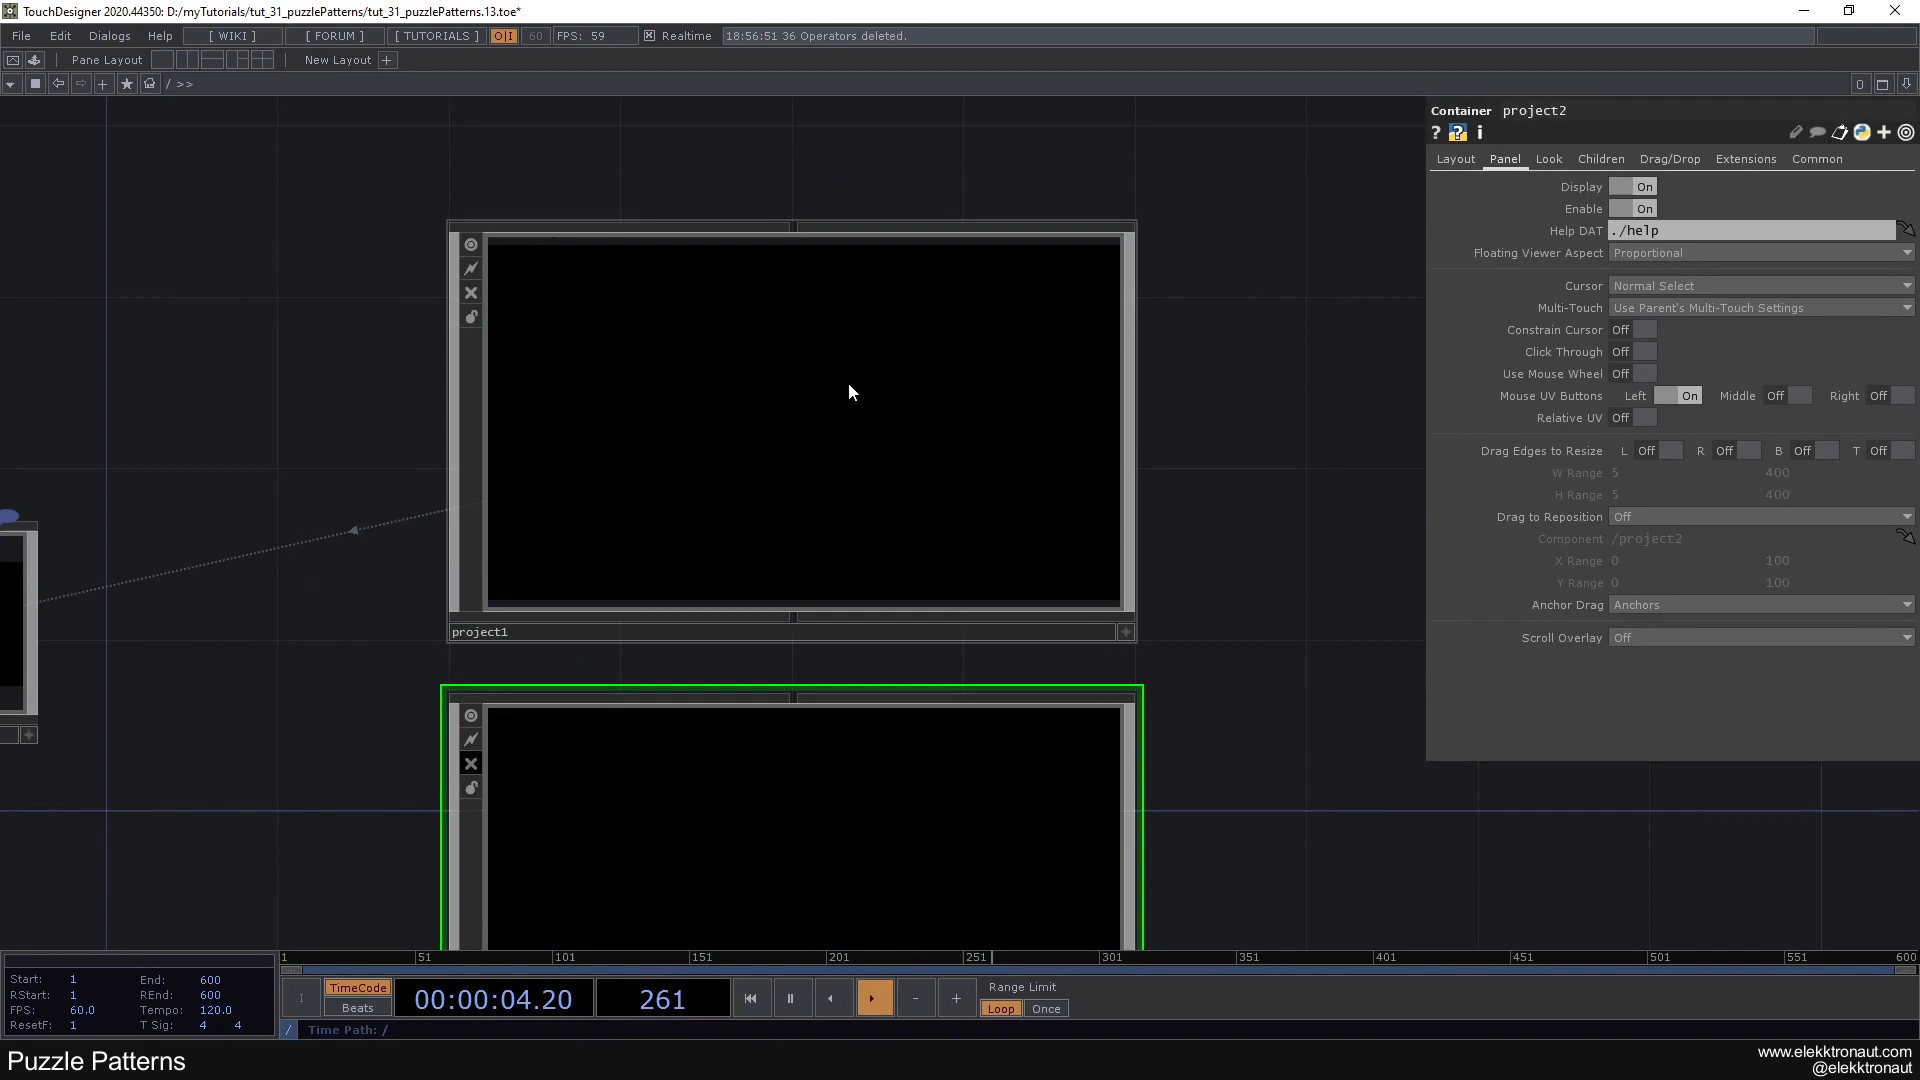 TouchDesigner 2020.44350: D:/myTutorials/tut_31_puzzlePatterns/tut_31_puzzlePatterns.13.toe*
File Edit Dialogs Help [ WIKI ] [ FORUM ] [ TUTORIALS ] O|I 60 FPS: 59 Realtime 18:56:51 36 Operators deleted.
Pane Layout New Layout +
/ >> 0
Container project2
? ? i
Layout Panel Look Children Drag/Drop Extensions Common
Display On
Enable On
Help DAT ./help
Floating Viewer Aspect Proportional
Cursor Normal Select
Multi-Touch Use Parent's Multi-Touch Settings
Constrain Cursor Off
Click Through Off
Use Mouse Wheel Off
Mouse UV Buttons Left On Middle Off Right Off
Relative UV Off
Drag Edges to Resize L Off R Off B Off T Off
W Range 5 400
H Range 5 400
Drag to Reposition Off
Component /project2
X Range 0 100
Y Range 0 100
Anchor Drag Anchors
Scroll Overlay Off
project1
1 51 101 151 201 251 301 351 401 451 501 551 600
Start: 1 End: 600
RStart: 1 REnd: 600
FPS: 60.0 Tempo: 120.0
ResetF: 1 T Sig: 4 4
TimeCode
Beats
00:00:04.20 261
- +
Range Limit
Loop Once
/ Time Path: /
Puzzle Patterns
www.elekktronaut.com
@elekktronaut